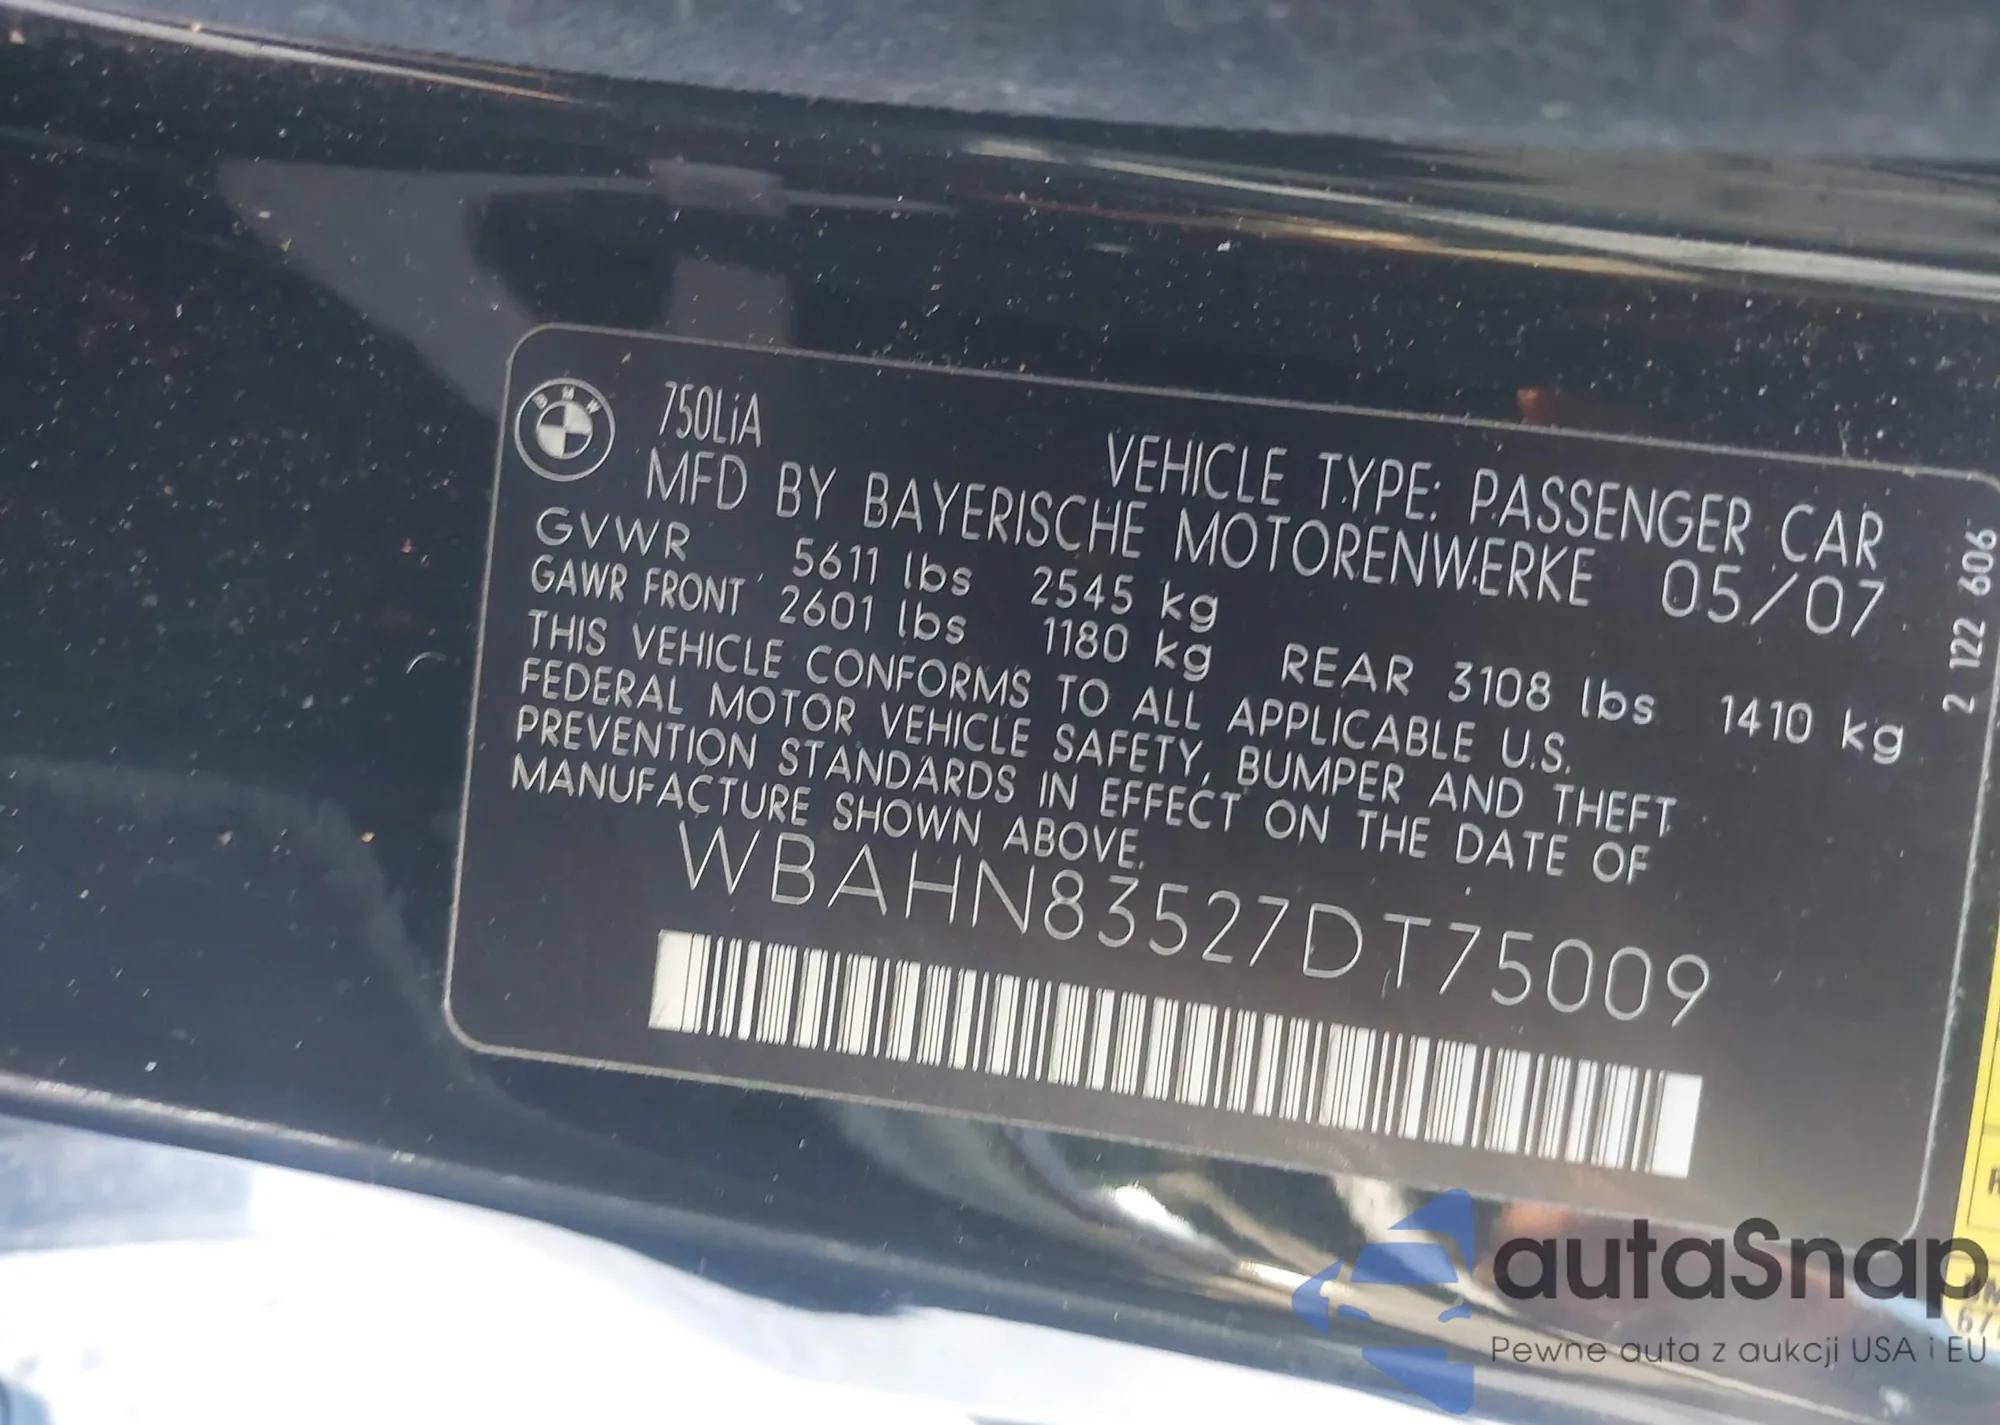 BMW
750LiA
VEHICLE TYPE: PASSENGER CAR
MFD BY BAYERISCHE MOTORENWERKE 05/07
GVWR 5611 lbs 2545 kg
GAWR FRONT 2601 lbs 1180 kg REAR 3108 lbs 1410 kg
THIS VEHICLE CONFORMS TO ALL APPLICABLE U.S.
FEDERAL MOTOR VEHICLE SAFETY, BUMPER AND THEFT
PREVENTION STANDARDS IN EFFECT ON THE DATE OF
MANUFACTURE SHOWN ABOVE.
WBAHN83527DT75009
2 122 606
autaSnap
Pewne auta z aukcji USA i EU